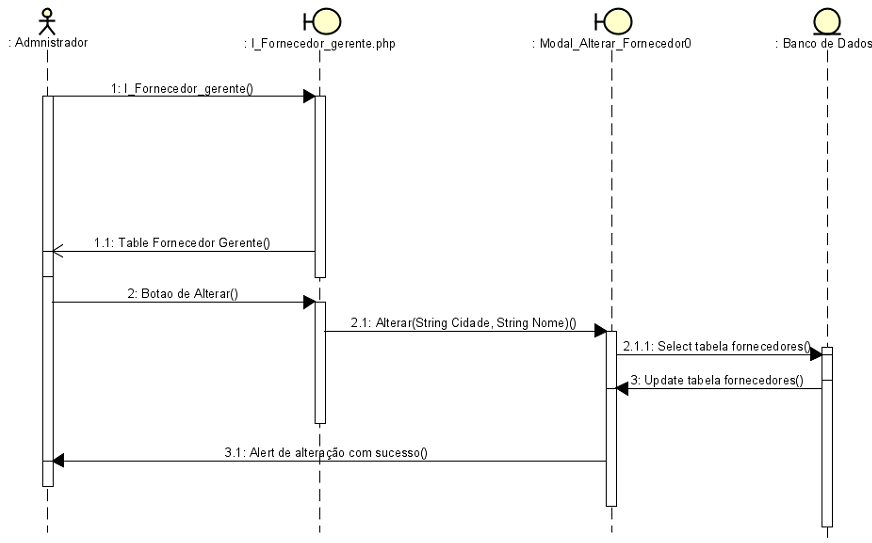 : Admnistrador
: I_Fornecedor_gerente.php
: Modal_Alterar_Fornecedor0
: Banco de Dados
1: I_Fornecedor_gerente()
1.1: Table Fornecedor Gerente()
2: Botao de Alterar()
2.1: Alterar(String Cidade, String Nome)()
2.1.1: Select tabela fornecedores()
3: Update tabela fornecedores()
3.1: Alert de alteração com sucesso()